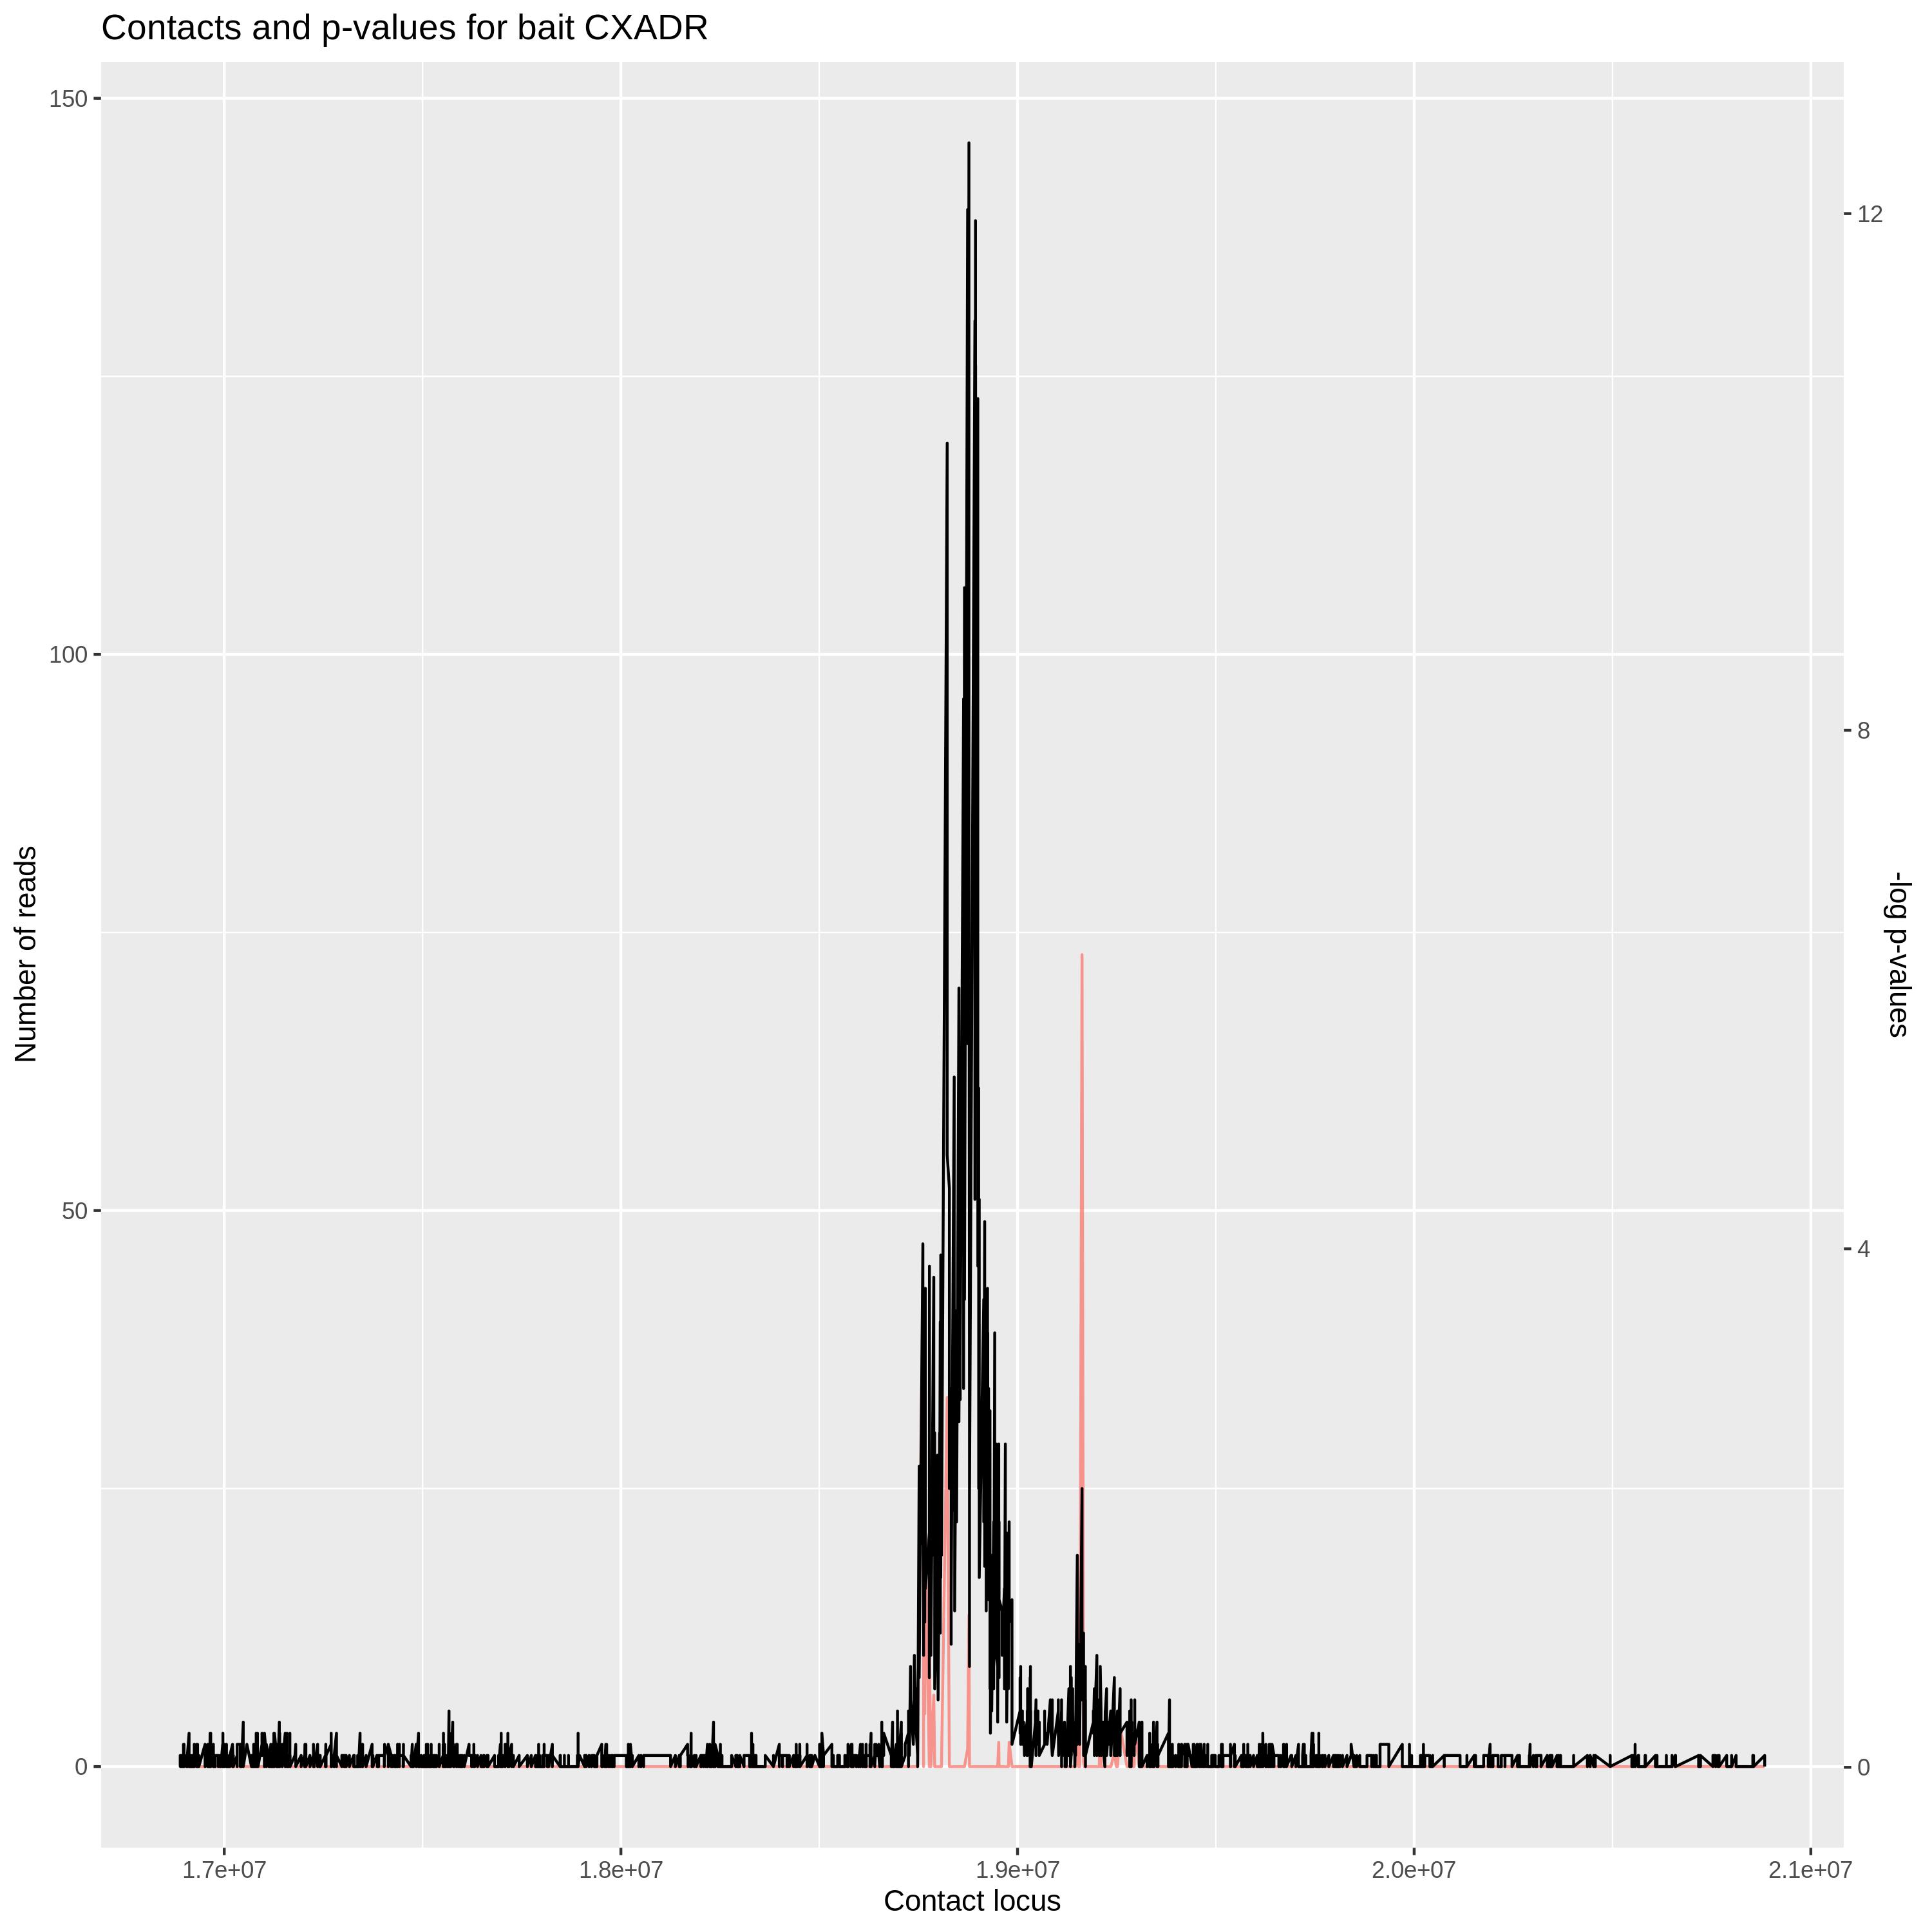 Contacts and p-values for bait CXADR
150
100
50
0
12
8
4
0
Number of reads
-log p-values
1.7e+07 1.8e+07 1.9e+07 2.0e+07 2.1e+07
Contact locus